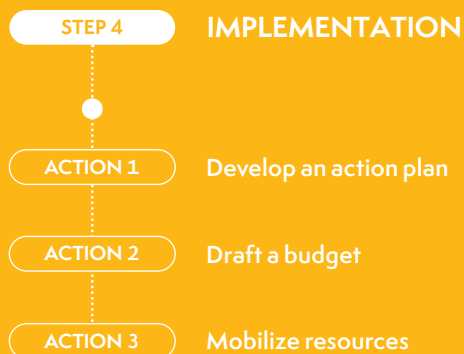 STEP 4 IMPLEMENTATION
ACTION 1 Develop an action plan
ACTION 2 Draft a budget
ACTION 3 Mobilize resources